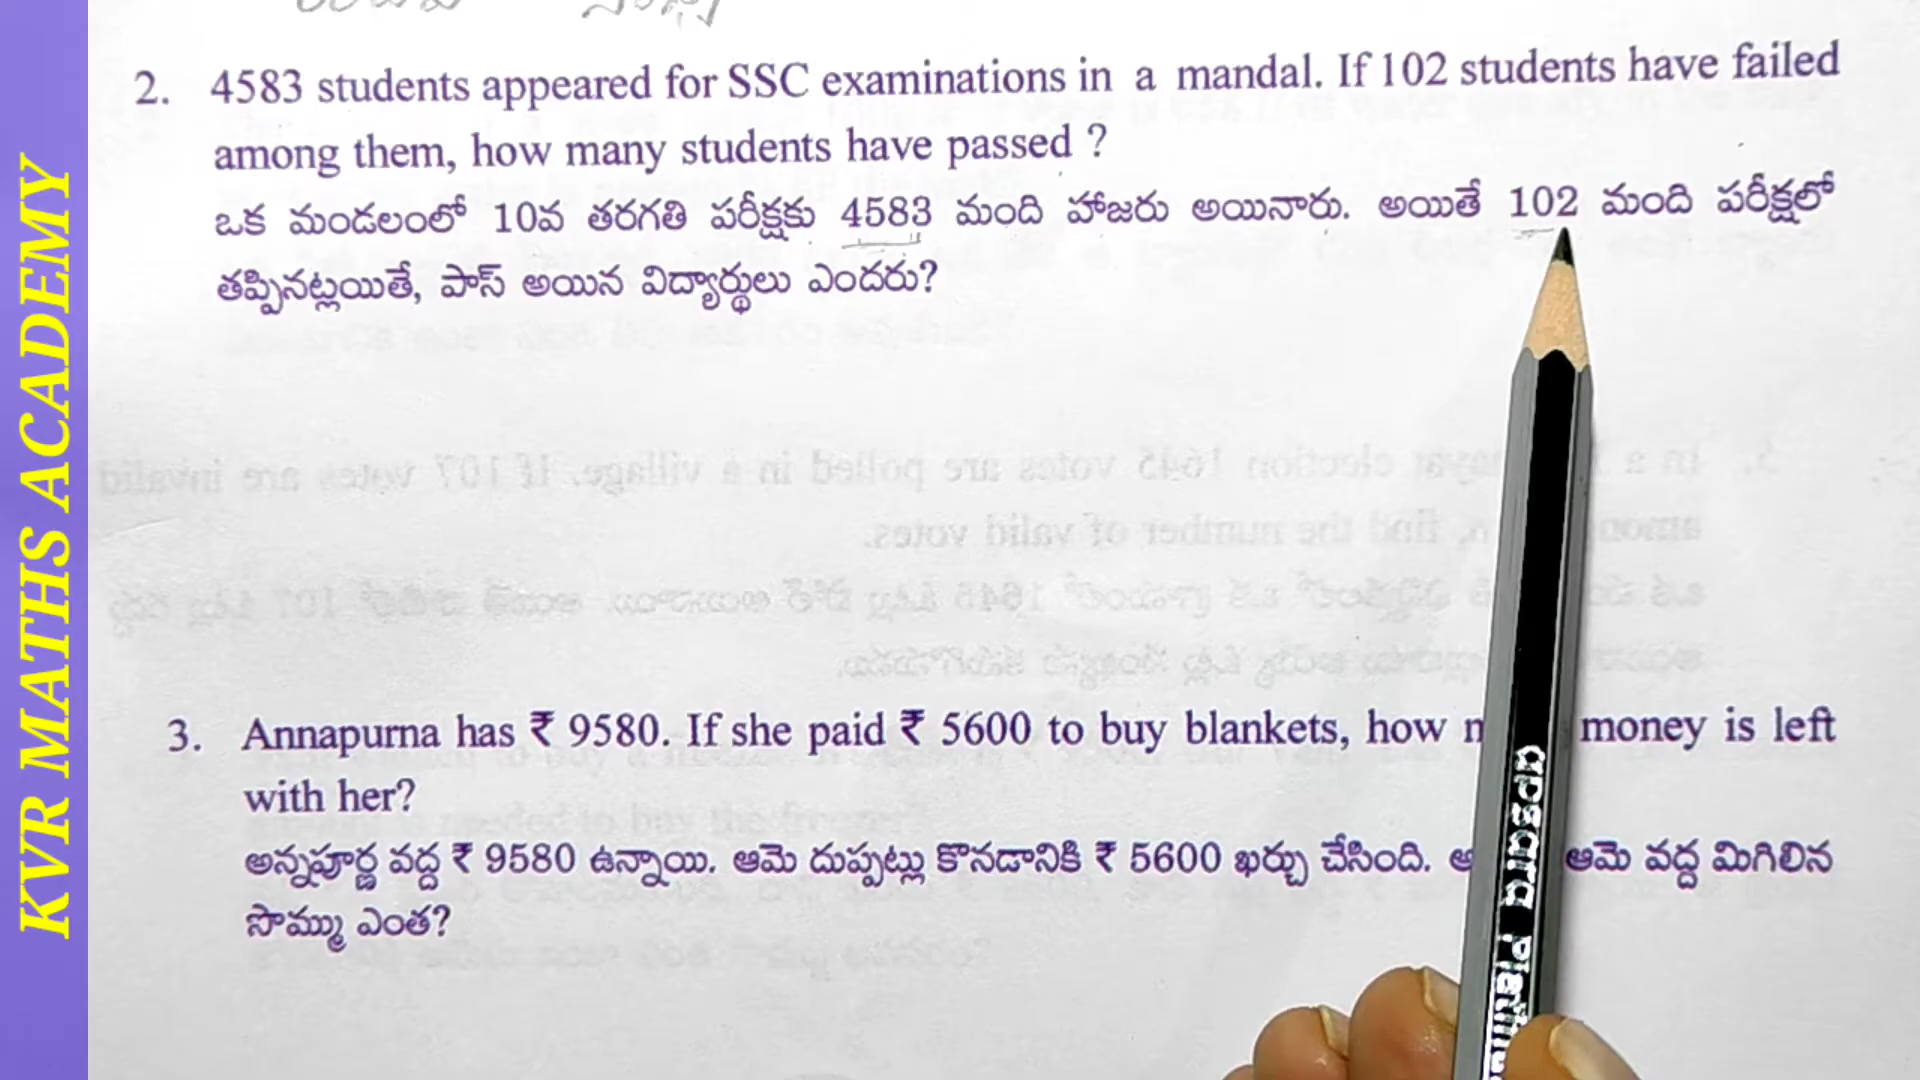 KVR MATHS ACADEMY
2. 4583 students appeared for SSC examinations in a mandal. If 102 students have failed
among them, how many students have passed ?
ఒక మండలంలో 10వ తరగతి పరీక్షకు 4583 మంది హాజరు అయినారు. అయితే 102 మంది పరీక్షలో
తప్పినట్లయితే, పాస్ అయిన విద్యార్థులు ఎందరు?
3. Annapurna has ₹ 9580. If she paid ₹ 5600 to buy blankets, how money is left
with her?
అన్నపూర్ణ వద్ద ₹ 9580 ఉన్నాయి. ఆమె దుప్పట్లు కొనడానికి ₹ 5600 ఖర్చు చేసింది. ఆమె వద్ద మిగిలిన
సొమ్ము ఎంత?
apsara